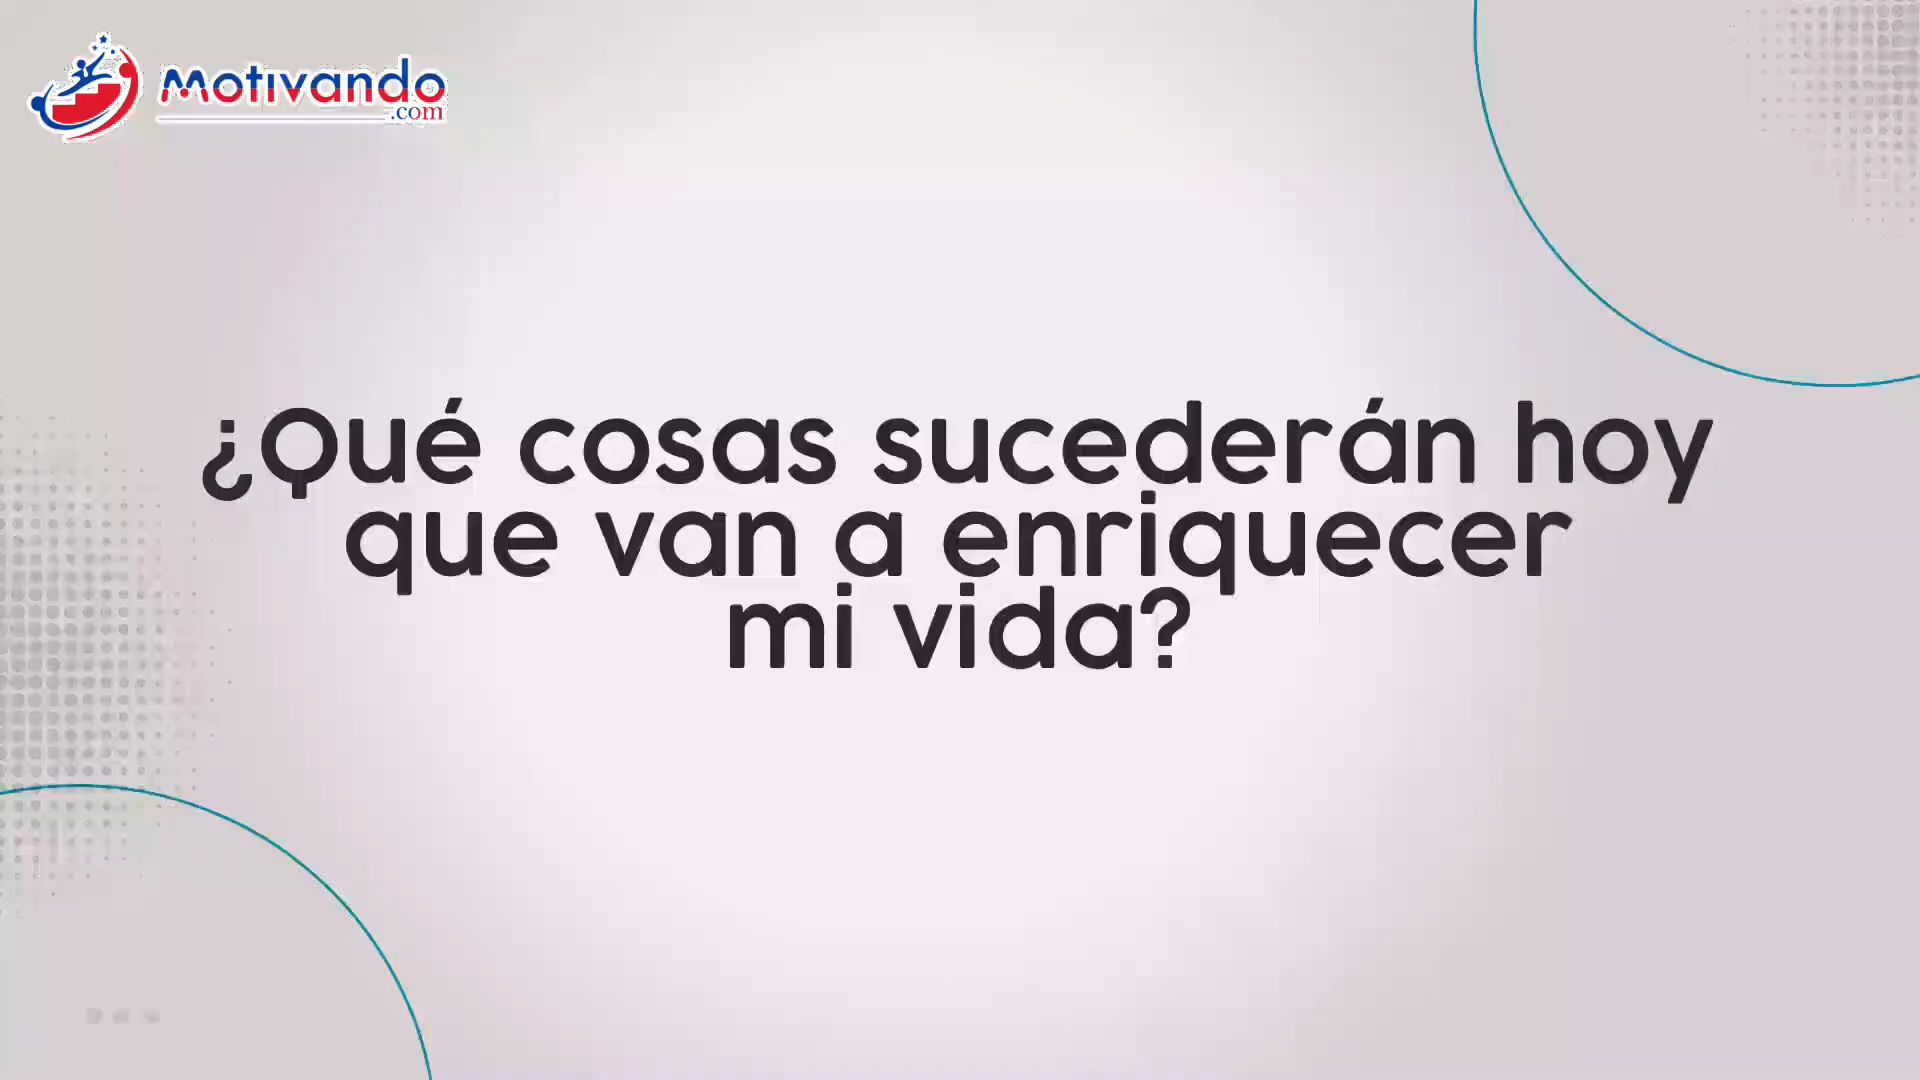 Motivando
.com
¿Qué cosas sucederán hoy
que van a enriquecer
mi vida?